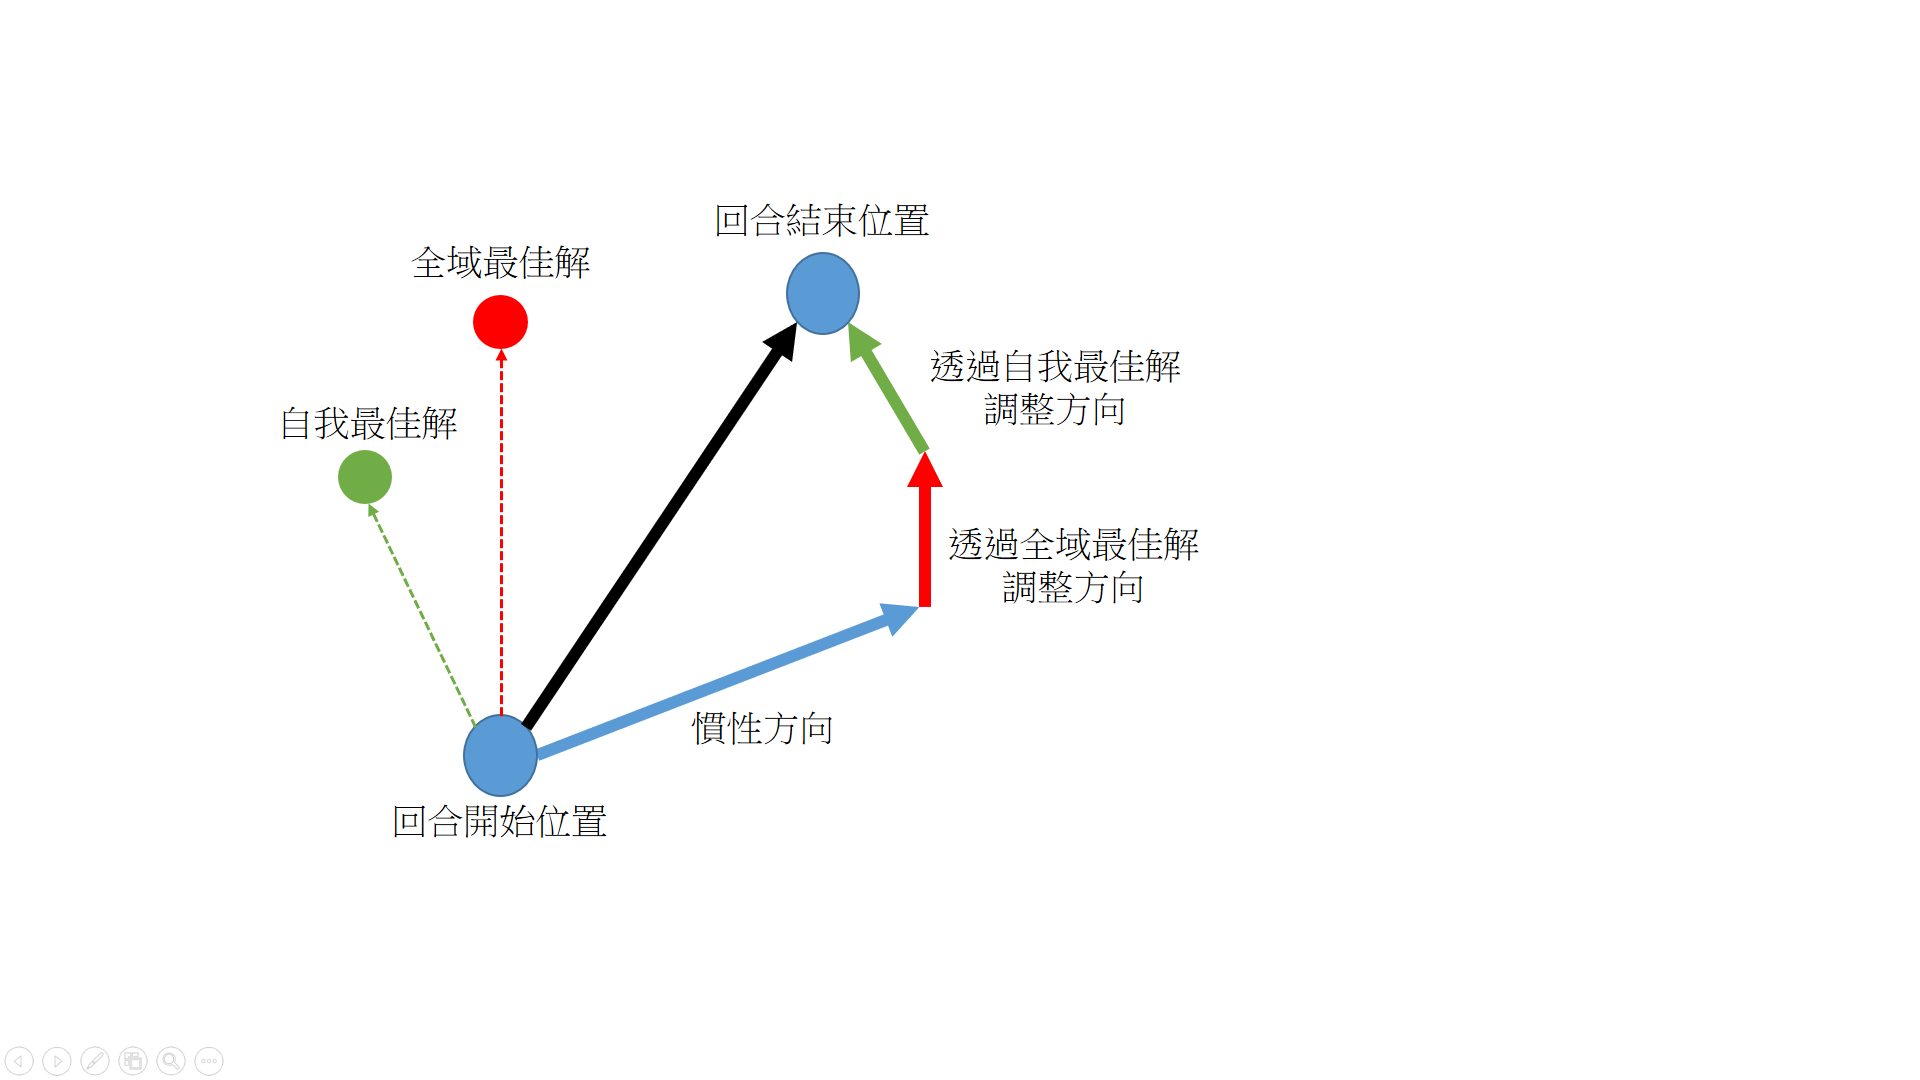 回合結束位置
全域最佳解
透過自我最佳解
調整方向
自我最佳解
透過全域最佳解
調整方向
慣性方向
回合開始位置